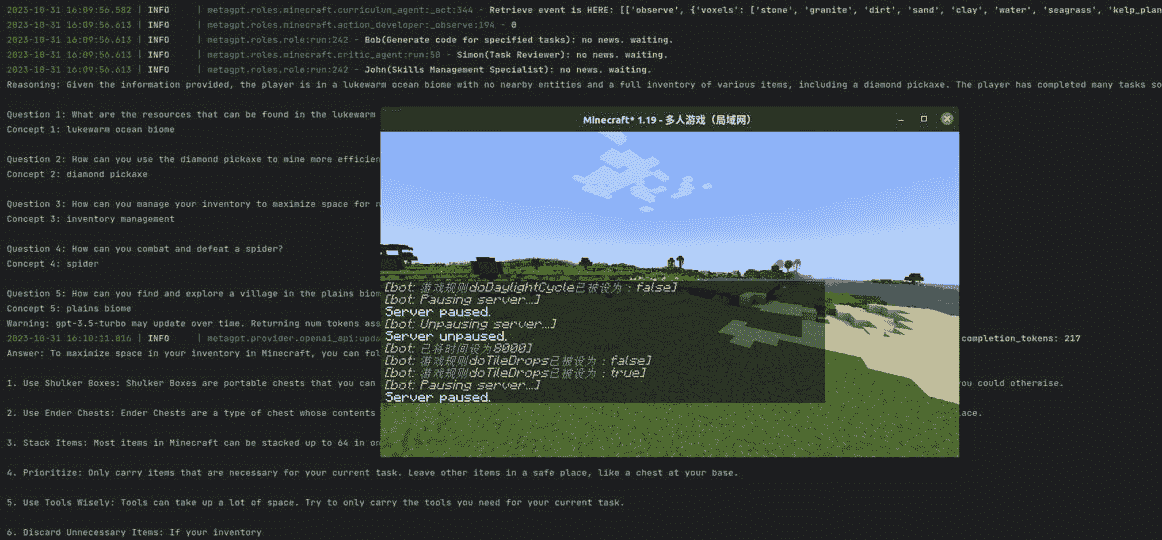 2023-10-31 16:09:56.582 | INFO     | metagpt.roles.minecraft.curriculum_agent:_act:344 - Retrieve event is HERE: [['observe', {'voxels': ['stone', 'granite', 'dirt', 'sand', 'clay', 'water', 'seagrass', 'kelp_plan
2023-10-31 16:09:56.613 | INFO     | metagpt.roles.minecraft.action_developer:_observe:194 - 0
2023-10-31 16:09:56.613 | INFO     | metagpt.roles.role:run:242 - Bob(Generate code for specified tasks): no news. waiting.
2023-10-31 16:09:56.613 | INFO     | metagpt.roles.minecraft.critic_agent:run:50 - Simon(Task Reviewer): no news. waiting.
2023-10-31 16:09:56.613 | INFO     | metagpt.roles.role:run:242 - John(Skills Management Specialist): no news. waiting.
Reasoning: Given the information provided, the player is in a lukewarm ocean biome with no nearby entities and a full inventory of various items, including a diamond pickaxe. The player has completed many tasks so
Question 1: What are the resources that can be found in the lukewarm
Concept 1: lukewarm ocean biome
Question 2: How can you use the diamond pickaxe to mine more efficien
Concept 2: diamond pickaxe
Question 3: How can you manage your inventory to maximize space for
Concept 3: inventory management
Question 4: How can you combat and defeat a spider?
Concept 4: spider
Question 5: How can you find and explore a village in the plains biom
Concept 5: plains biome
Warning: gpt-3.5-turbo may update over time. Returning num tokens ass
2023-10-31 16:10:11.816 | INFO     | metagpt.provider.openai_api:upda
completion_tokens: 217
Answer: To maximize space in your inventory in Minecraft, you can fol
1. Use Shulker Boxes: Shulker Boxes are portable chests that you can
you could otherwise.
2. Use Ender Chests: Ender Chests are a type of chest whose contents
ace.
3. Stack Items: Most items in Minecraft can be stacked up to 64 in on
4. Prioritize: Only carry items that are necessary for your current task. Leave other items in a safe place, like a chest at your base.
5. Use Tools Wisely: Tools can take up a lot of space. Try to only carry the tools you need for your current task.
6. Discard Unnecessary Items: If your inventory
Minecraft* 1.19 - 多人游戏（局域网）
[bot: 游戏规则doDaylightCycle已被设为：false]
[bot: Pausing server...]
Server paused.
[bot: Unpausing server...]
Server unpaused.
[bot: 已将时间设为8000]
[bot: 游戏规则doTileDrops已被设为：false]
[bot: 游戏规则doTileDrops已被设为：true]
[bot: Pausing server...]
Server paused.